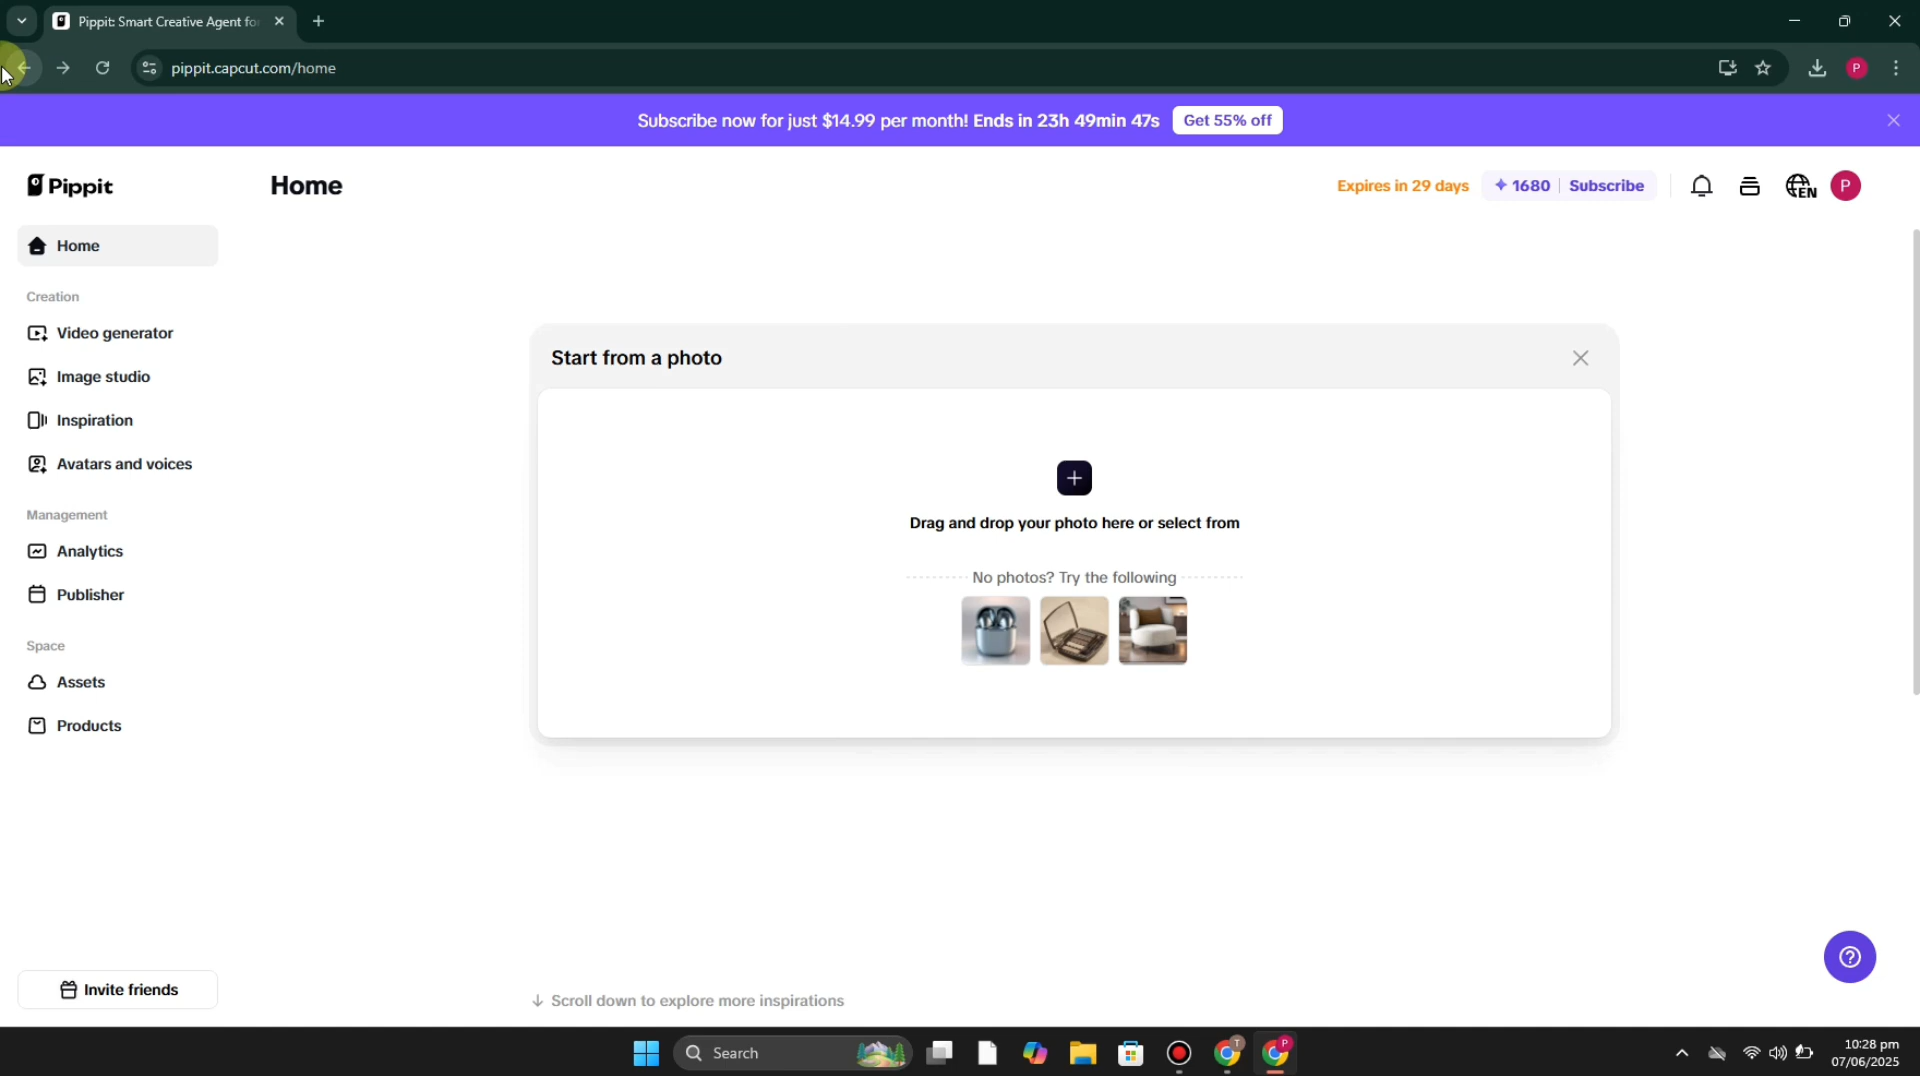 Pippit: Smart Creative Agent fo
pippit.capcut.com/home
P
Subscribe now for just $14.99 per month! Ends in 23h 49min 47s
Get 55% off
Pippit
Home
Expires in 29 days
1680
Subscribe
EN
P
Home
Creation
Video generator
Image studio
Inspiration
Avatars and voices
Management
Analytics
Publisher
Space
Assets
Products
Invite friends
Start from a photo
Drag and drop your photo here or select from
No photos? Try the following
Scroll down to explore more inspirations
Search
T
P
10:28 pm
07/06/2025